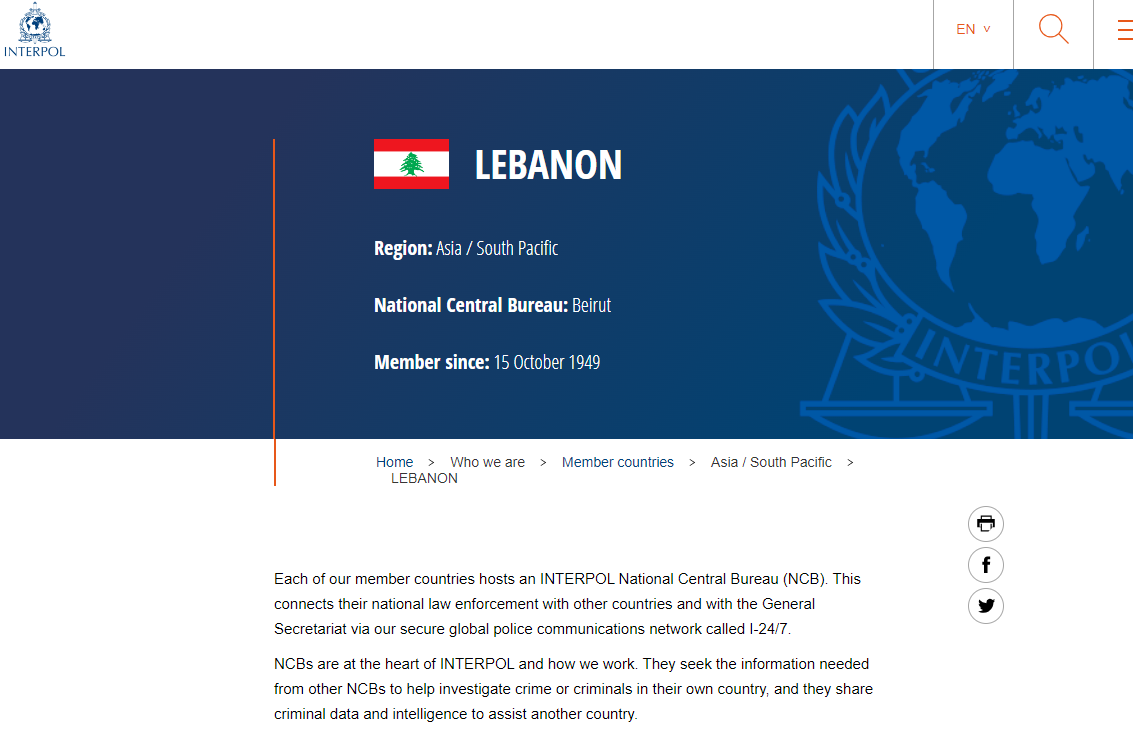 INTERPOL
EN
LEBANON
Region: Asia / South Pacific
National Central Bureau: Beirut
Member since: 15 October 1949
INTERPOL
Home > Who we are > Member countries > Asia / South Pacific >
LEBANON
Each of our member countries hosts an INTERPOL National Central Bureau (NCB). This
connects their national law enforcement with other countries and with the General
Secretariat via our secure global police communications network called I-24/7.
NCBs are at the heart of INTERPOL and how we work. They seek the information needed
from other NCBs to help investigate crime or criminals in their own country, and they share
criminal data and intelligence to assist another country.